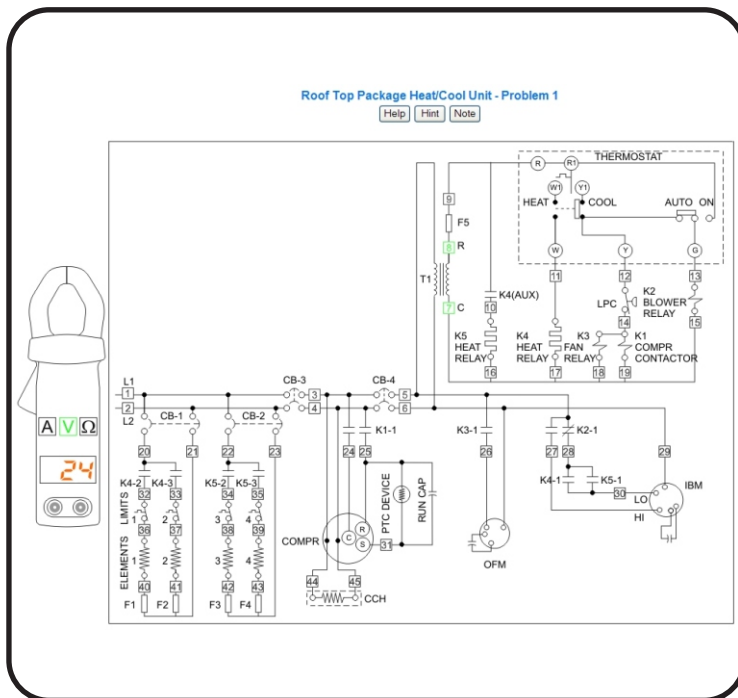 Roof Top Package Heat/Cool Unit - Problem 1
Help Hint Note
THERMOSTAT
R R1
W1 Y1
HEAT COOL AUTO ON
W Y G
9
F5
8 R
T1
7 C
K4(AUX)
10
11 12 13
LPC
K2
BLOWER
RELAY
14 15
K5
HEAT
RELAY
K4
HEAT
RELAY
K3
FAN
RELAY
K1
COMPR
CONTACTOR
16 17 18 19
L1
1
2
L2
CB-1 CB-2
CB-3
3
4
CB-4
5
6
20 21 22 23
K1-1
24 25
K3-1
26
K2-1
27 28 29
K4-2 K4-3 K5-2 K5-3
32 33 34 35
LIMITS
1 2 3 4
36 37 38 39
ELEMENTS
1 2 3 4
40 41 42 43
F1 F2 F3 F4
K4-1 K5-1
30
LO
HI
IBM
PTC DEVICE
RUN CAP
R
C
S
31
COMPR
44 45
CCH
OFM
A V Ω
24